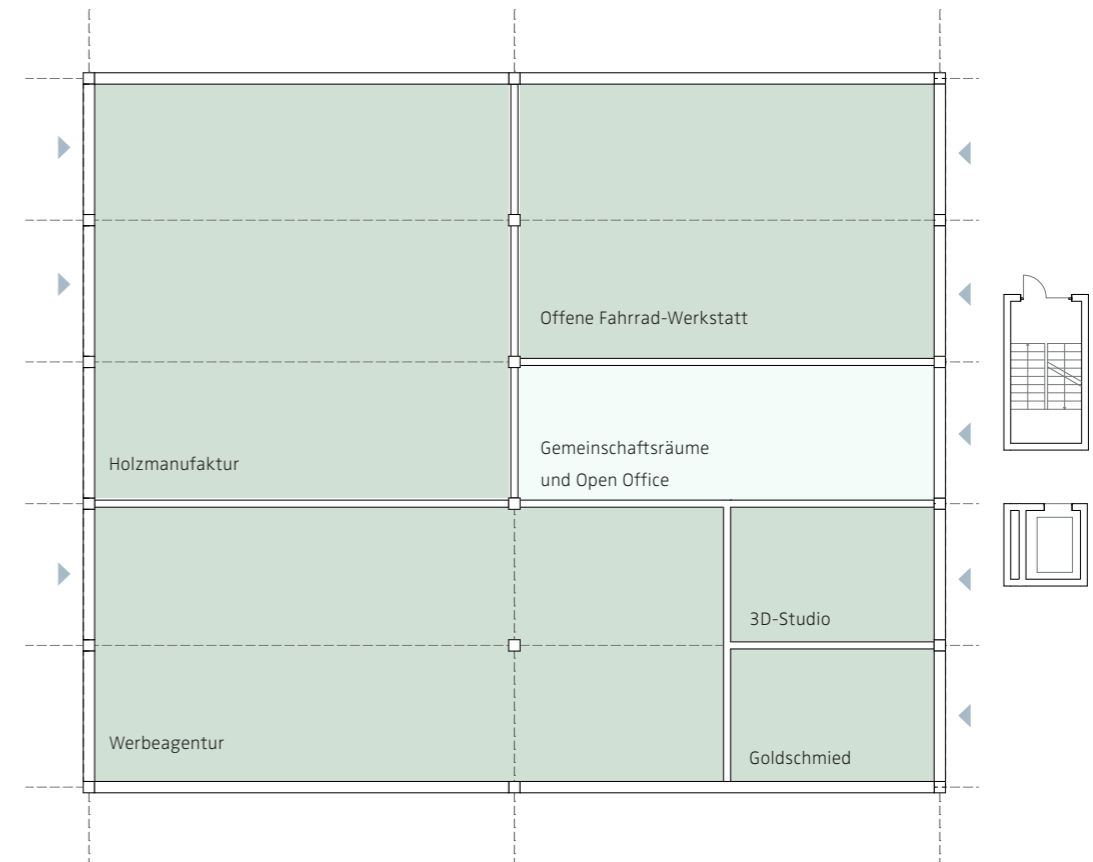 Offene Fahrrad-Werkstatt
Gemeinschaftsräume
und Open Office
Holzmanufaktur
3D-Studio
Werbeagentur
Goldschmied